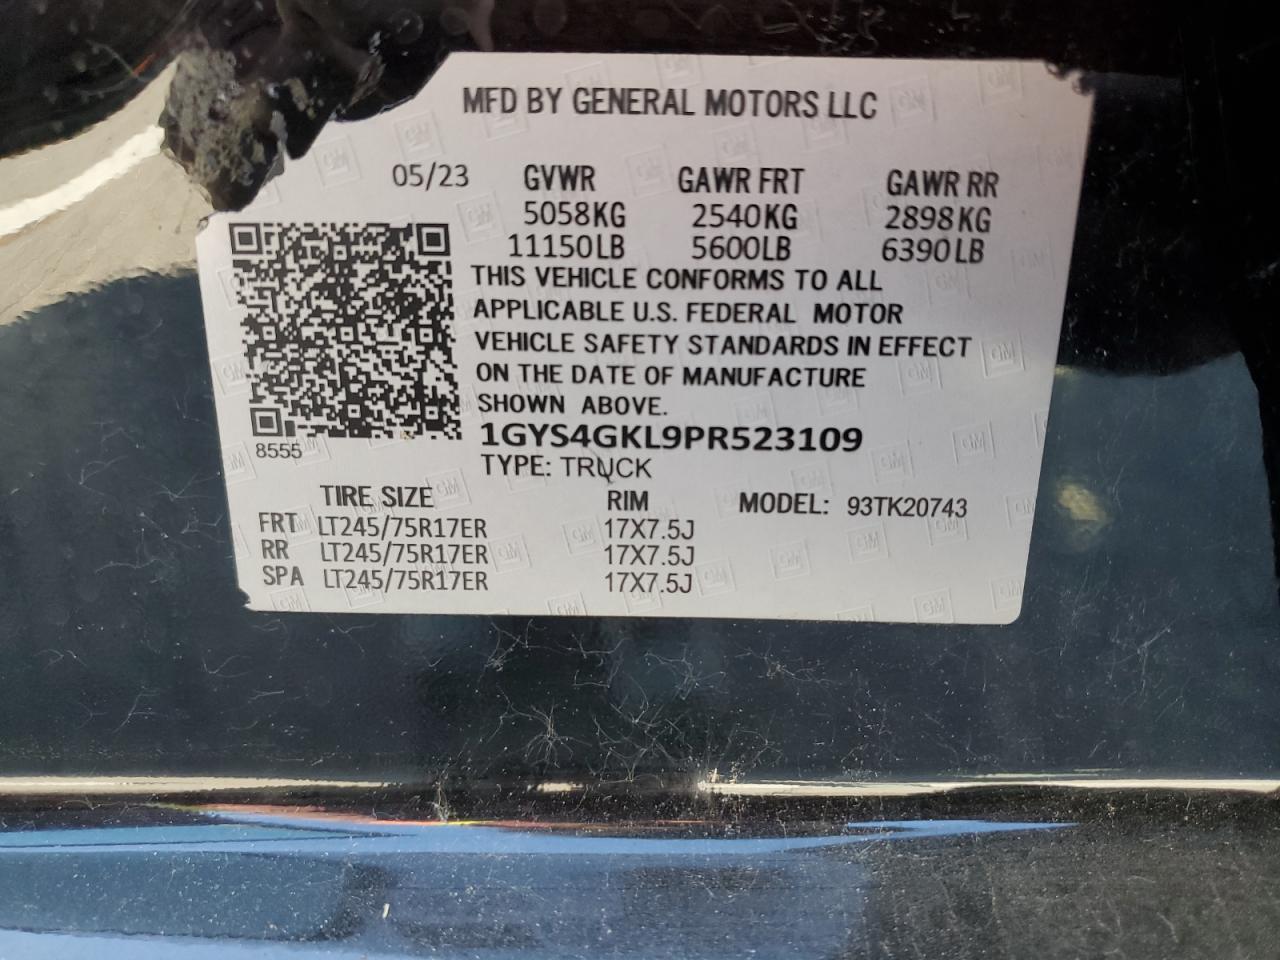 MFD BY GENERAL MOTORS LLC
05/23 GVWR GAWR FRT GAWR RR
5058KG 2540KG 2898KG
11150LB 5600LB 6390LB
THIS VEHICLE CONFORMS TO ALL
APPLICABLE U.S. FEDERAL MOTOR
VEHICLE SAFETY STANDARDS IN EFFECT
ON THE DATE OF MANUFACTURE
SHOWN ABOVE.
8555
1GYS4GKL9PR523109
TYPE: TRUCK
TIRE SIZE RIM MODEL: 93TK20743
FRT LT245/75R17ER 17X7.5J
RR LT245/75R17ER 17X7.5J
SPA LT245/75R17ER 17X7.5J